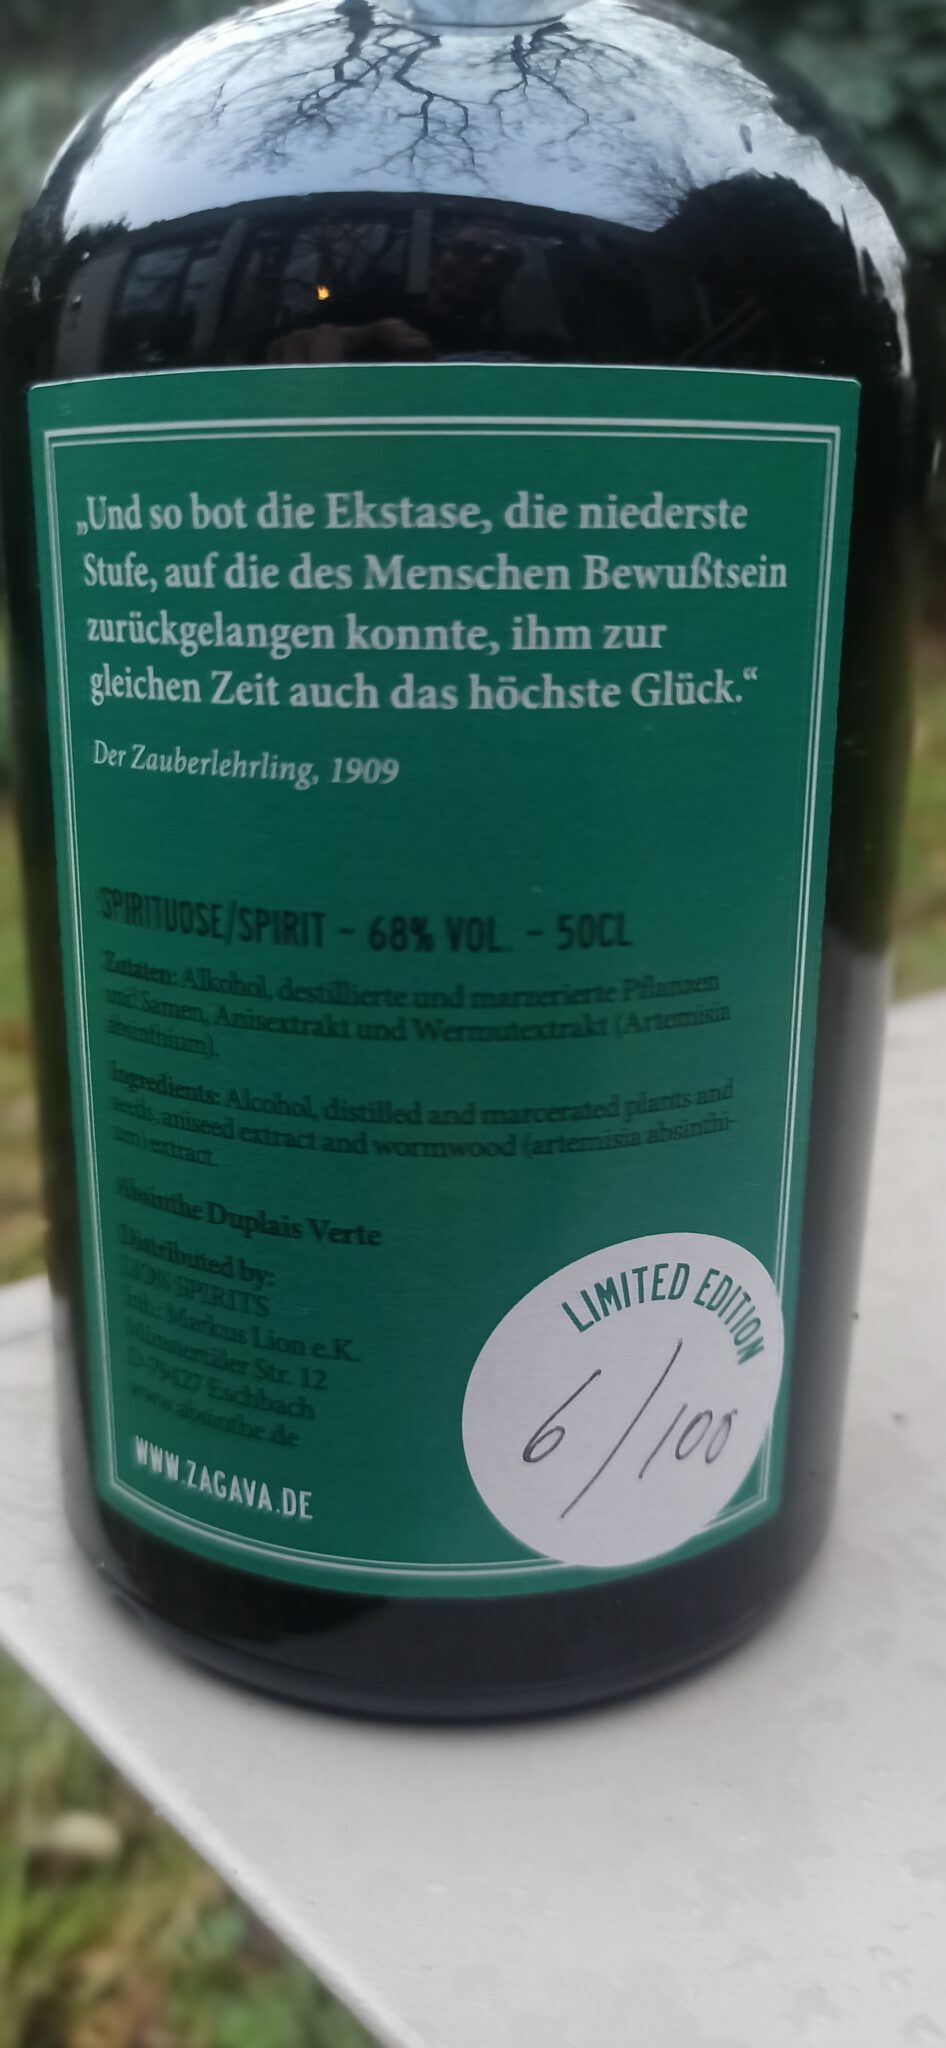 „Und so bot die Ekstase, die niederste
Stufe, auf die des Menschen Bewußtsein
zurückgelangen konnte, ihm zur
gleichen Zeit auch das höchste Glück.“
Der Zauberlehrling, 1909
SPIRITUOSE/SPIRIT - 68% VOL. - 50CL
Zutaten: Alkohol, destillierte und marzerierte Pflanzen
und Samen, Anisextrakt und Wermutextrakt (Artemisia
absinthium).
Ingredients: Alcohol, distilled and marcerated plants and
seeds, aniseed extract and wormwood (artemisia absinthi-
um) extract.
Absinthe Duplais Verte
Distributed by:
LION SPIRITS
Inh.: Markus Lion e.K.
Münstertäler Str. 12
D-79427 Eschbach
www.absinthe.de
WWW.ZAGAVA.DE
LIMITED EDITION
6/100